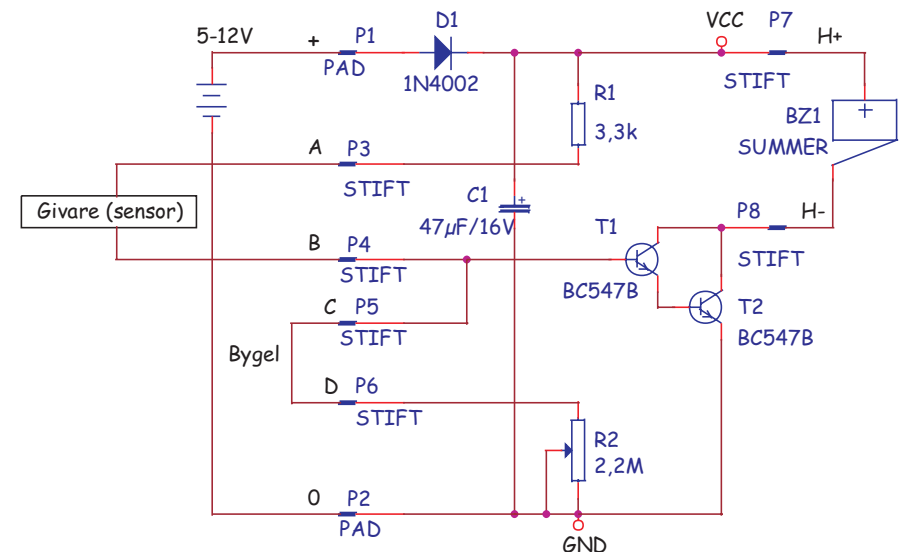 5-12V
+
P1
PAD
D1
1N4002
VCC
P7
STIFT
H+
R1
3,3k
BZ1
+
SUMMER
A
P3
STIFT
Givare (sensor)
C1
+
47µF/16V
T1
BC547B
P8
H-
STIFT
B
P4
STIFT
T2
BC547B
C
P5
STIFT
Bygel
D
P6
STIFT
R2
2,2M
0
P2
PAD
GND